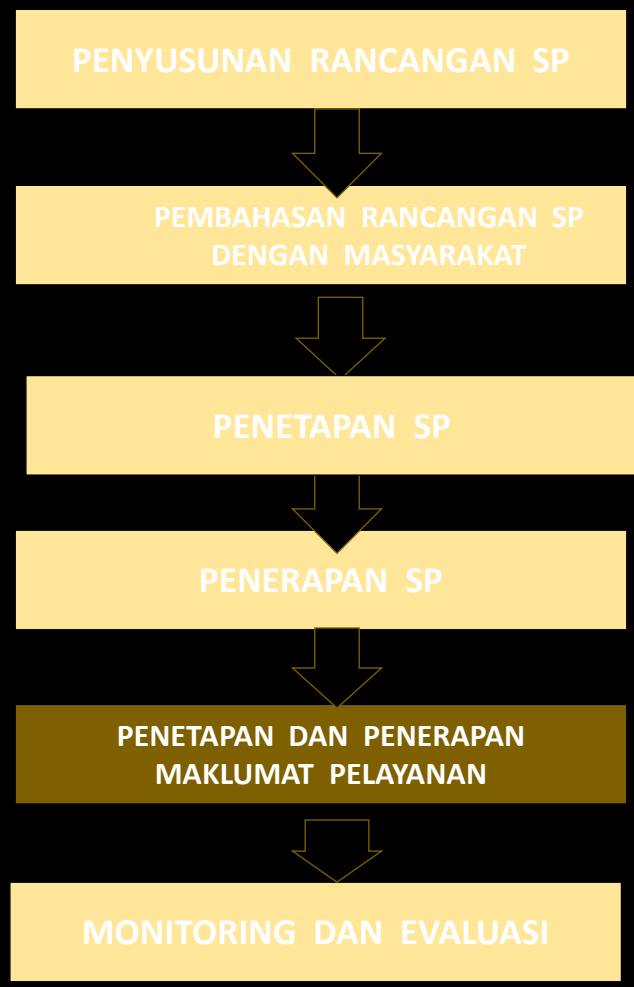 PENYUSUNAN RANCANGAN SP
PEMBAHASAN RANCANGAN SP
DENGAN MASYARAKAT
PENETAPAN SP
PENERAPAN SP
PENETAPAN DAN PENERAPAN
MAKLUMAT PELAYANAN
MONITORING DAN EVALUASI